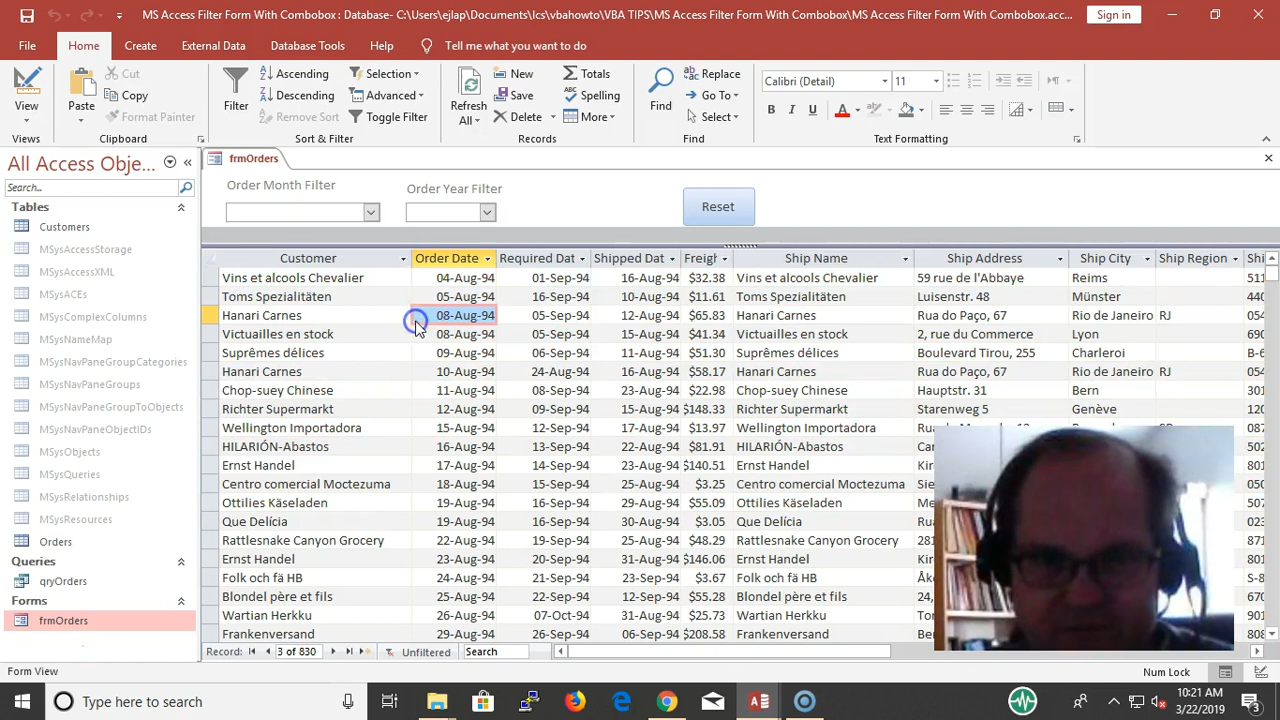 MS Access Filter Form With Combobox : Database- C:\Users\ejlap\Documents\lcs\vbahowto\VBA TIPS\MS Access Filter Form With Combobox\MS Access Filter Form With Combobox.acc...
Sign in
File Home Create External Data Database Tools Help Tell me what you want to do
View
Views
Paste
Cut
Copy
Format Painter
Clipboard
Filter
Ascending
Descending
Remove Sort
Selection
Advanced
Toggle Filter
Sort & Filter
Refresh
All
New
Save
Delete
Totals
Spelling
More
Records
Find
Replace
Go To
Select
Find
Calibri (Detail) 11
B I U A
Text Formatting
All Access Obje...
Search...
Tables
Customers
MSysAccessStorage
MSysAccessXML
MSysACEs
MSysComplexColumns
MSysNameMap
MSysNavPaneGroupCategories
MSysNavPaneGroups
MSysNavPaneGroupToObjects
MSysNavPaneObjectIDs
MSysObjects
MSysQueries
MSysRelationships
MSysResources
Orders
Queries
qryOrders
Forms
frmOrders
frmOrders
Order Month Filter Order Year Filter
Reset
Customer Order Date Required Dat Shipped Dat Freigh Ship Name Ship Address Ship City Ship Region Shi
Vins et alcools Chevalier 04-Aug-94 01-Sep-94 16-Aug-94 $32.38 Vins et alcools Chevalier 59 rue de l'Abbaye Reims 511
Toms Spezialitäten 05-Aug-94 16-Sep-94 10-Aug-94 $11.61 Toms Spezialitäten Luisenstr. 48 Münster 440
Hanari Carnes 08-Aug-94 05-Sep-94 12-Aug-94 $65.83 Hanari Carnes Rua do Paço, 67 Rio de Janeiro RJ 054
Victuailles en stock 08-Aug-94 05-Sep-94 15-Aug-94 $41.34 Victuailles en stock 2, rue du Commerce Lyon 690
Suprêmes délices 09-Aug-94 06-Sep-94 11-Aug-94 $51.30 Suprêmes délices Boulevard Tirou, 255 Charleroi B-6
Hanari Carnes 10-Aug-94 24-Aug-94 16-Aug-94 $58.17 Hanari Carnes Rua do Paço, 67 Rio de Janeiro RJ 054
Chop-suey Chinese 11-Aug-94 08-Sep-94 23-Aug-94 $22.98 Chop-suey Chinese Hauptstr. 31 Bern 301
Richter Supermarkt 12-Aug-94 09-Sep-94 15-Aug-94 $148.33 Richter Supermarkt Starenweg 5 Genève 120
Wellington Importadora 15-Aug-94 12-Sep-94 17-Aug-94 $13.97 Wellington Importadora 087
HILARIÓN-Abastos 16-Aug-94 13-Sep-94 22-Aug-94 $81.91 HILARIÓN-Abastos
Ernst Handel 17-Aug-94 14-Sep-94 23-Aug-94 $140.51 Ernst Handel
Centro comercial Moctezuma 18-Aug-94 15-Sep-94 25-Aug-94 $3.25 Centro comercial Moctezuma
Ottilies Käseladen 19-Aug-94 16-Sep-94 29-Aug-94 $55.09 Ottilies Käseladen
Que Delícia 19-Aug-94 16-Sep-94 30-Aug-94 $3.05 Que Delícia Rua
Rattlesnake Canyon Grocery 22-Aug-94 19-Sep-94 25-Aug-94 $48.29 Rattlesnake Canyon Grocery
Ernst Handel 23-Aug-94 20-Sep-94 31-Aug-94 $146.06 Ernst Handel
Folk och fä HB 24-Aug-94 21-Sep-94 23-Sep-94 $3.67 Folk och fä HB
Blondel père et fils 25-Aug-94 22-Sep-94 12-Sep-94 $55.28 Blondel père et fils 24,
Wartian Herkku 26-Aug-94 07-Oct-94 31-Aug-94 $25.73 Wartian Herkku
Frankenversand 29-Aug-94 26-Sep-94 06-Sep-94 $208.58 Frankenversand
Record: 3 of 830 Unfiltered Search
Form View Num Lock
Type here to search
10:21 AM
3/22/2019
3